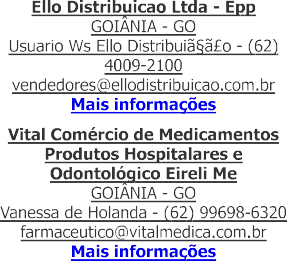 Ello Distribuicao Ltda - Epp
GOIÂNIA - GO
Usuario Ws Ello Distribuiã§ã£o - (62)
4009-2100
vendedores@ellodistribuicao.com.br
Mais informações
Vital Comércio de Medicamentos
Produtos Hospitalares e
Odontológico Eireli Me
GOIÂNIA - GO
Vanessa de Holanda - (62) 99698-6320
farmaceutico@vitalmedica.com.br
Mais informações